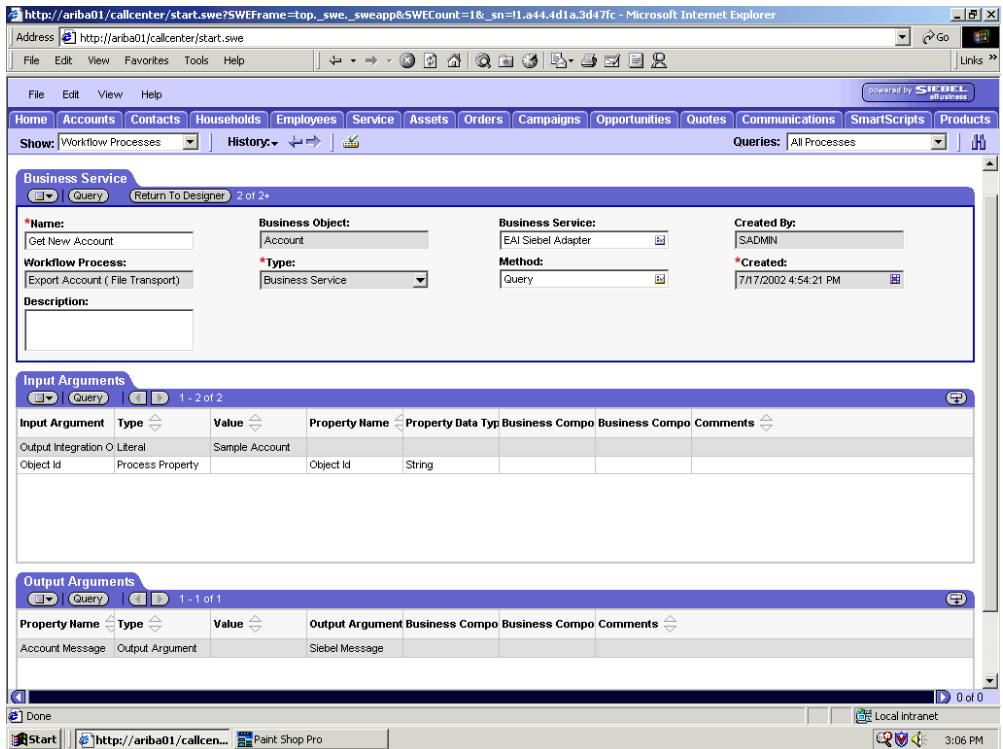 http://ariba01/callcenter/start.swe?SWEFrame=top._swe._sweapp&SWECount=1&_sn=!1.a44.4d1a.3d47fc - Microsoft Internet Explorer
Address http://ariba01/callcenter/start.swe Go
File Edit View Favorites Tools Help Links »
File Edit View Help powered by SIEBEL eBusiness
Home Accounts Contacts Households Employees Service Assets Orders Campaigns Opportunities Quotes Communications SmartScripts Products
Show: Workflow Processes History: Queries: All Processes
Business Service
Query Return To Designer 2 of 2+
*Name: Business Object: Business Service: Created By:
Get New Account Account EAI Siebel Adapter SADMIN
Workflow Process: *Type: Method: *Created:
Export Account ( File Transport) Business Service Query 7/17/2002 4:54:21 PM
Description:
Input Arguments
Query 1 - 2 of 2
Input Argument Type Value Property Name Property Data Typ Business Compo Business Compo Comments
Output Integration O Literal Sample Account
Object Id Process Property Object Id String
Output Arguments
Query 1 - 1 of 1
Property Name Type Value Output Argument Business Compo Business Compo Comments
Account Message Output Argument Siebel Message
0 of 0
Done Local intranet
Start http://ariba01/callcen... Paint Shop Pro 3:06 PM